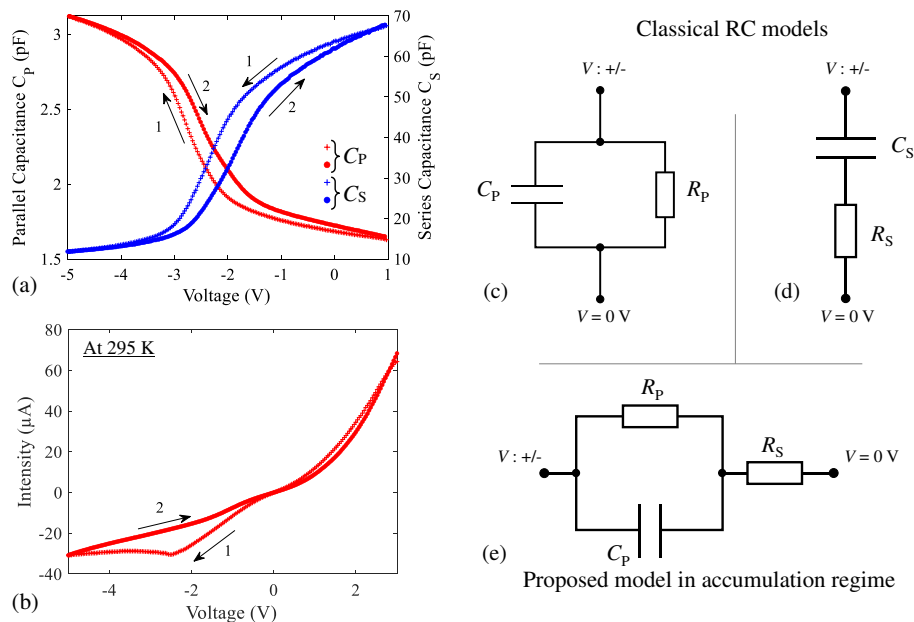 Parallel Capacitance C_P (pF)
3
2.5
2
1.5
1
2
1
2
C_P
C_S
70
60
50
40
30
20
10
Series Capacitance C_S (pF)
-5
-4
-3
-2
-1
0
1
Voltage (V)
(a)
Intensity (μA)
80
60
40
20
0
-20
-40
At 295 K
2
1
-4
-2
0
2
Voltage (V)
(b)
Classical RC models
V : +/-
C_P
R_P
V = 0 V
(c)
V : +/-
C_S
R_S
V = 0 V
(d)
R_P
V : +/-
R_S
V = 0 V
C_P
(e)
Proposed model in accumulation regime